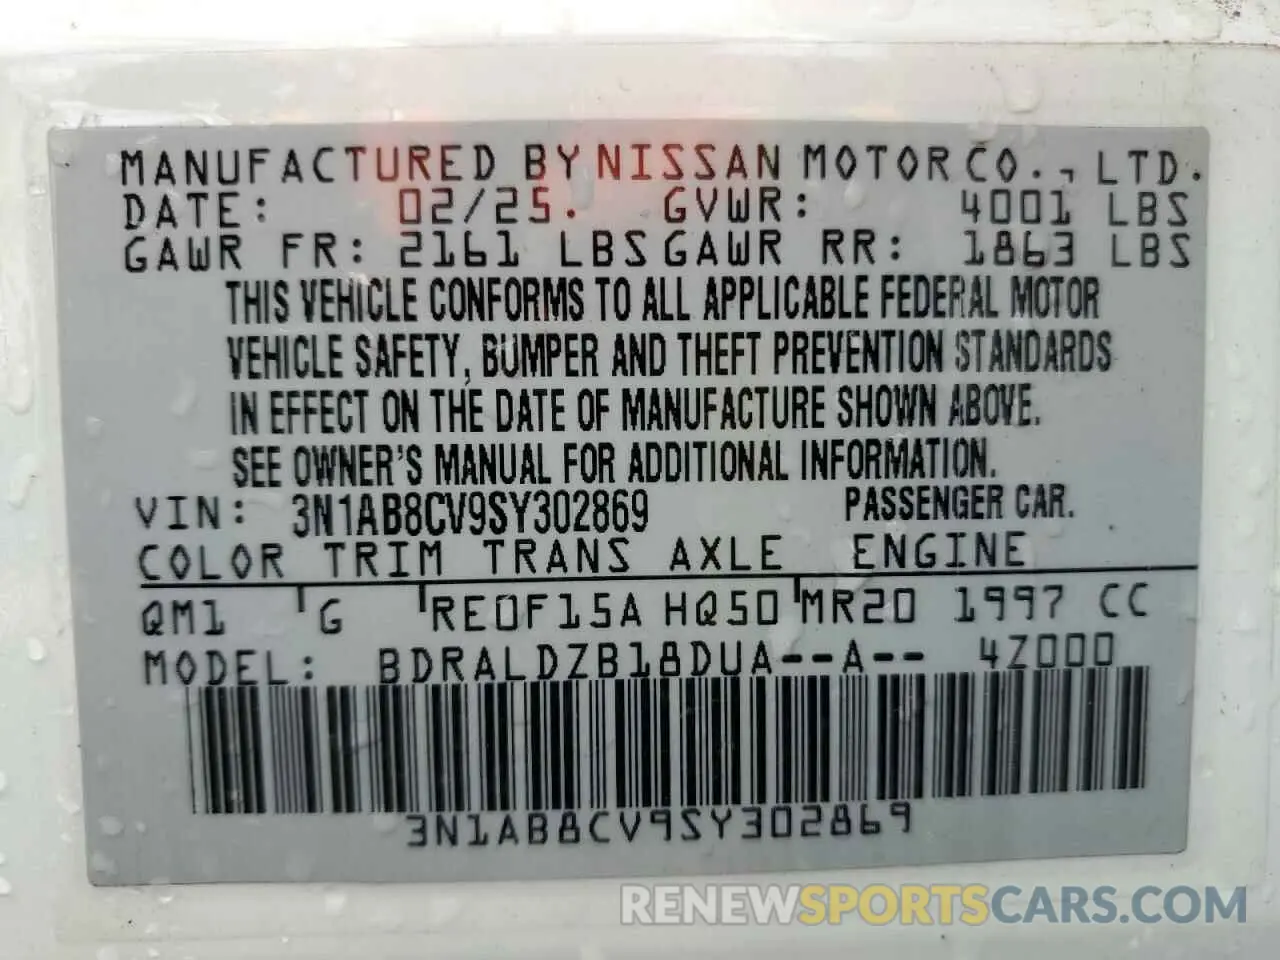 MANUFACTURED BY NISSAN MOTOR CO., LTD.
DATE: 02/25. GVWR: 4001 LBS
GAWR FR: 2161 LBS GAWR RR: 1863 LBS
THIS VEHICLE CONFORMS TO ALL APPLICABLE FEDERAL MOTOR
VEHICLE SAFETY, BUMPER AND THEFT PREVENTION STANDARDS
IN EFFECT ON THE DATE OF MANUFACTURE SHOWN ABOVE.
SEE OWNER'S MANUAL FOR ADDITIONAL INFORMATION.
VIN: 3N1AB8CV9SY302869 PASSENGER CAR.
COLOR TRIM TRANS AXLE ENGINE
QM1 G RE0F15A HQ50 MR20 1997 CC
MODEL: BDRALDZB18DUA--A-- 4Z000
3N1AB8CV9SY302869
RENEWSPORTSCARS.COM